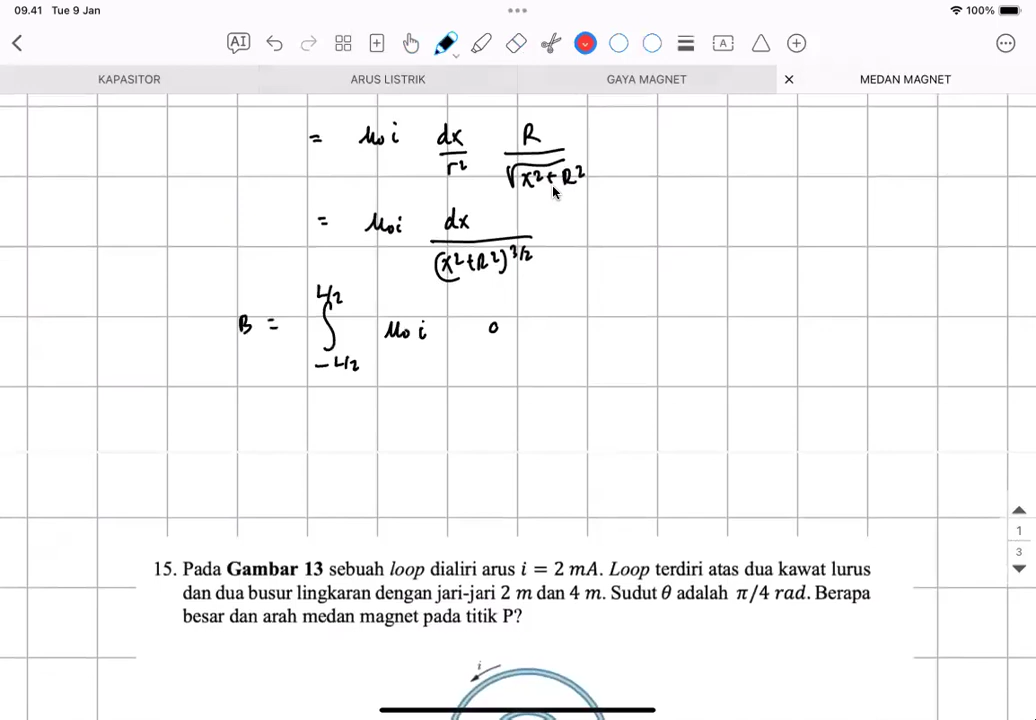 09.41 Tue 9 Jan
100%
AI
A
KAPASITOR
ARUS LISTRIK
GAYA MAGNET
MEDAN MAGNET
= μ₀ i dx/r² R/√x²+R²
= μ₀ i dx/(x²+R²)^3/2
B = ∫ L/2 -L/2 μ₀ i 0
1
3
15. Pada Gambar 13 sebuah loop dialiri arus i = 2 mA. Loop terdiri atas dua kawat lurus
dan dua busur lingkaran dengan jari-jari 2 m dan 4 m. Sudut θ adalah π/4 rad. Berapa
besar dan arah medan magnet pada titik P?
i